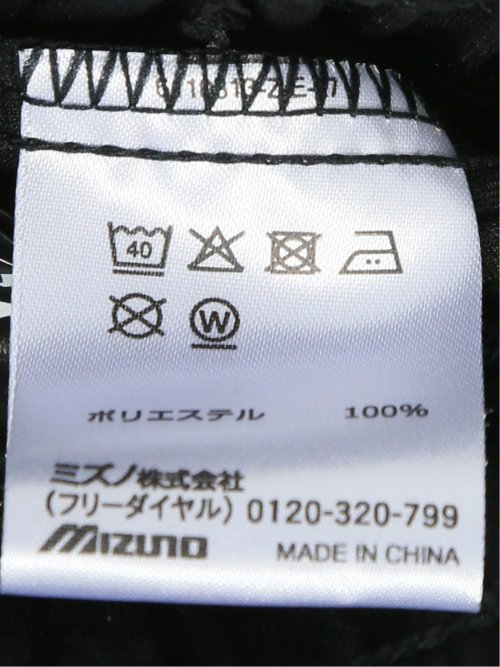 40
W
ポリエステル 100%
ミズノ株式会社
(フリーダイヤル) 0120-320-799
MIZUNO MADE IN CHINA